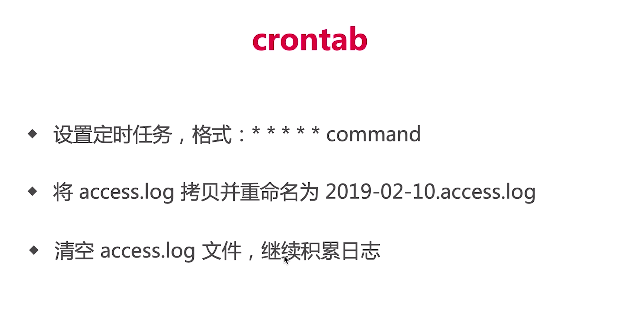 crontab
设置定时任务，格式：* * * * * command
将 access.log 拷贝并重命名为 2019-02-10.access.log
清空 access.log 文件，继续积累日志